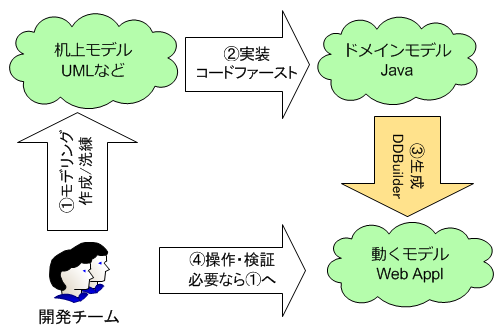 机上モデル
UMLなど
②実装
コードファースト
ドメインモデル
Java
①モデリング
作成/洗練
③生成
DDBuilder
開発チーム
④操作・検証
必要なら①へ
動くモデル
Web Appl